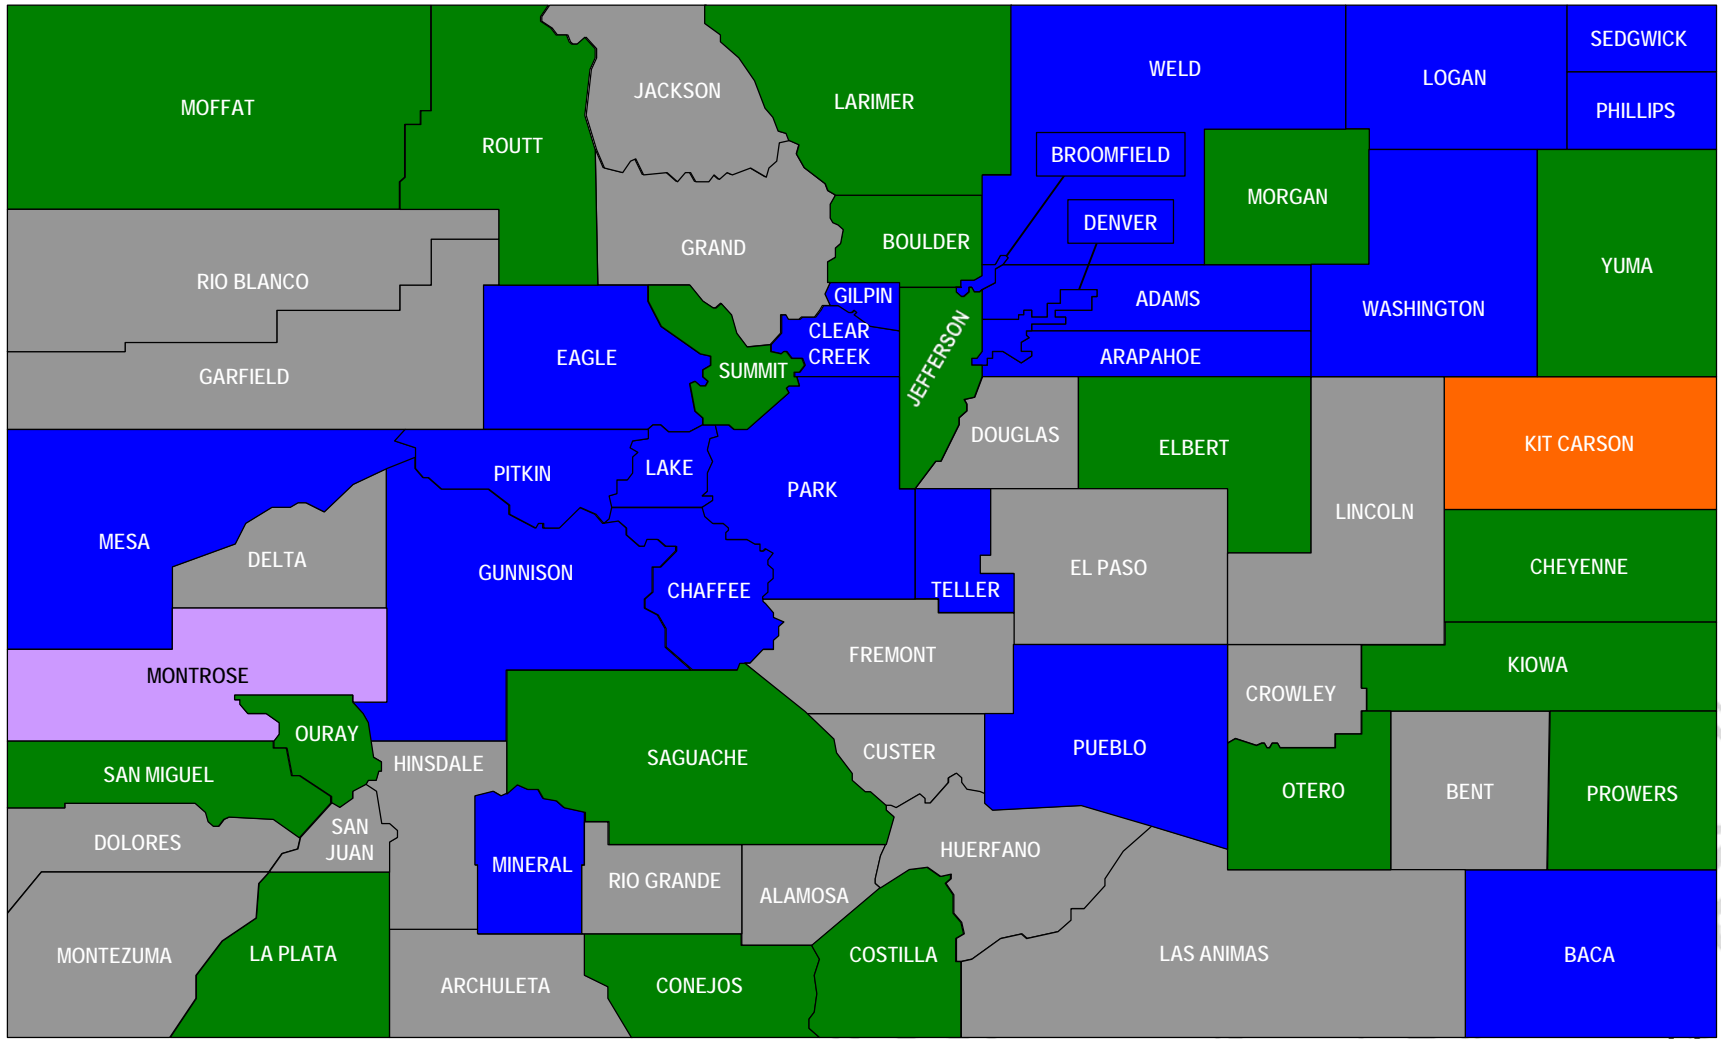 SEDGWICK
WELD
LOGAN
JACKSON
LARIMER
MOFFAT
PHILLIPS
ROUTT
BROOMFIELD
MORGAN
DENVER
BOULDER
GRAND
YUMA
RIO BLANCO
GILPIN
ADAMS
WASHINGTON
CLEAR
CREEK
EAGLE
ARAPAHOE
JEFFERSON
SUMMIT
GARFIELD
DOUGLAS
ELBERT
KIT CARSON
PITKIN
LAKE
PARK
LINCOLN
MESA
DELTA
GUNNISON
EL PASO
CHEYENNE
CHAFFEE
TELLER
FREMONT
KIOWA
MONTROSE
CROWLEY
OURAY
PUEBLO
CUSTER
SAGUACHE
HINSDALE
SAN MIGUEL
OTERO
BENT
PROWERS
SAN
JUAN
DOLORES
HUERFANO
MINERAL
RIO GRANDE
ALAMOSA
MONTEZUMA
LA PLATA
COSTILLA
LAS ANIMAS
BACA
ARCHULETA
CONEJOS